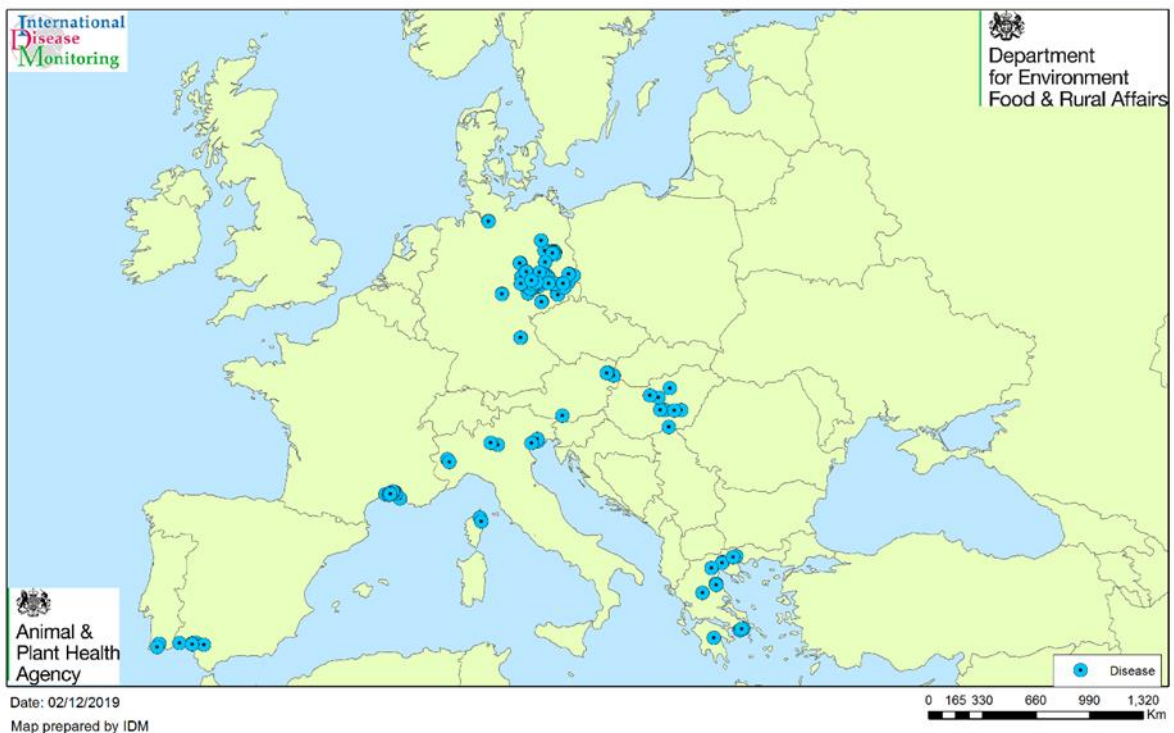 International
Disease
Monitoring
Department
for Environment
Food & Rural Affairs
Animal &
Plant Health
Agency
Disease
Date: 02/12/2019
Map prepared by IDM
0 165 330 660 990 1,320
Km